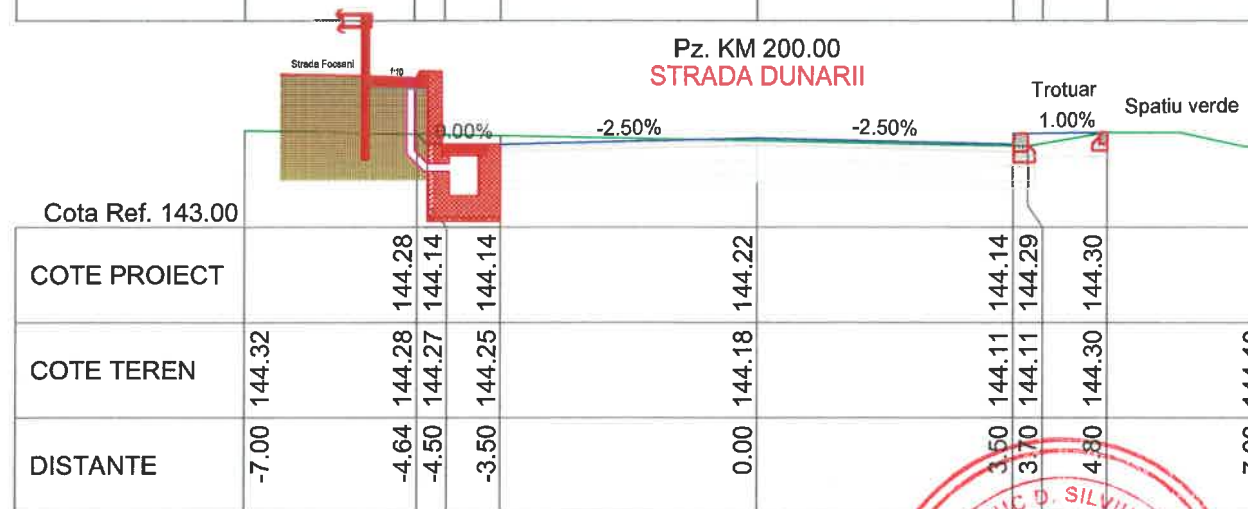 Pz. KM 200.00
STRADA DUNARII
Strada Focsani
1:10
0.00%
-2.50%
-2.50%
Trotuar
1.00%
Spatiu verde
Cota Ref. 143.00
COTE PROIECT 144.28 144.14 144.14 144.22 144.14 144.29 144.30
COTE TEREN 144.32 144.28 144.27 144.25 144.18 144.11 144.11 144.30
DISTANTE -7.00 -4.64 -4.50 -3.50 0.00 3.50 3.70 4.80
D. SILVIU